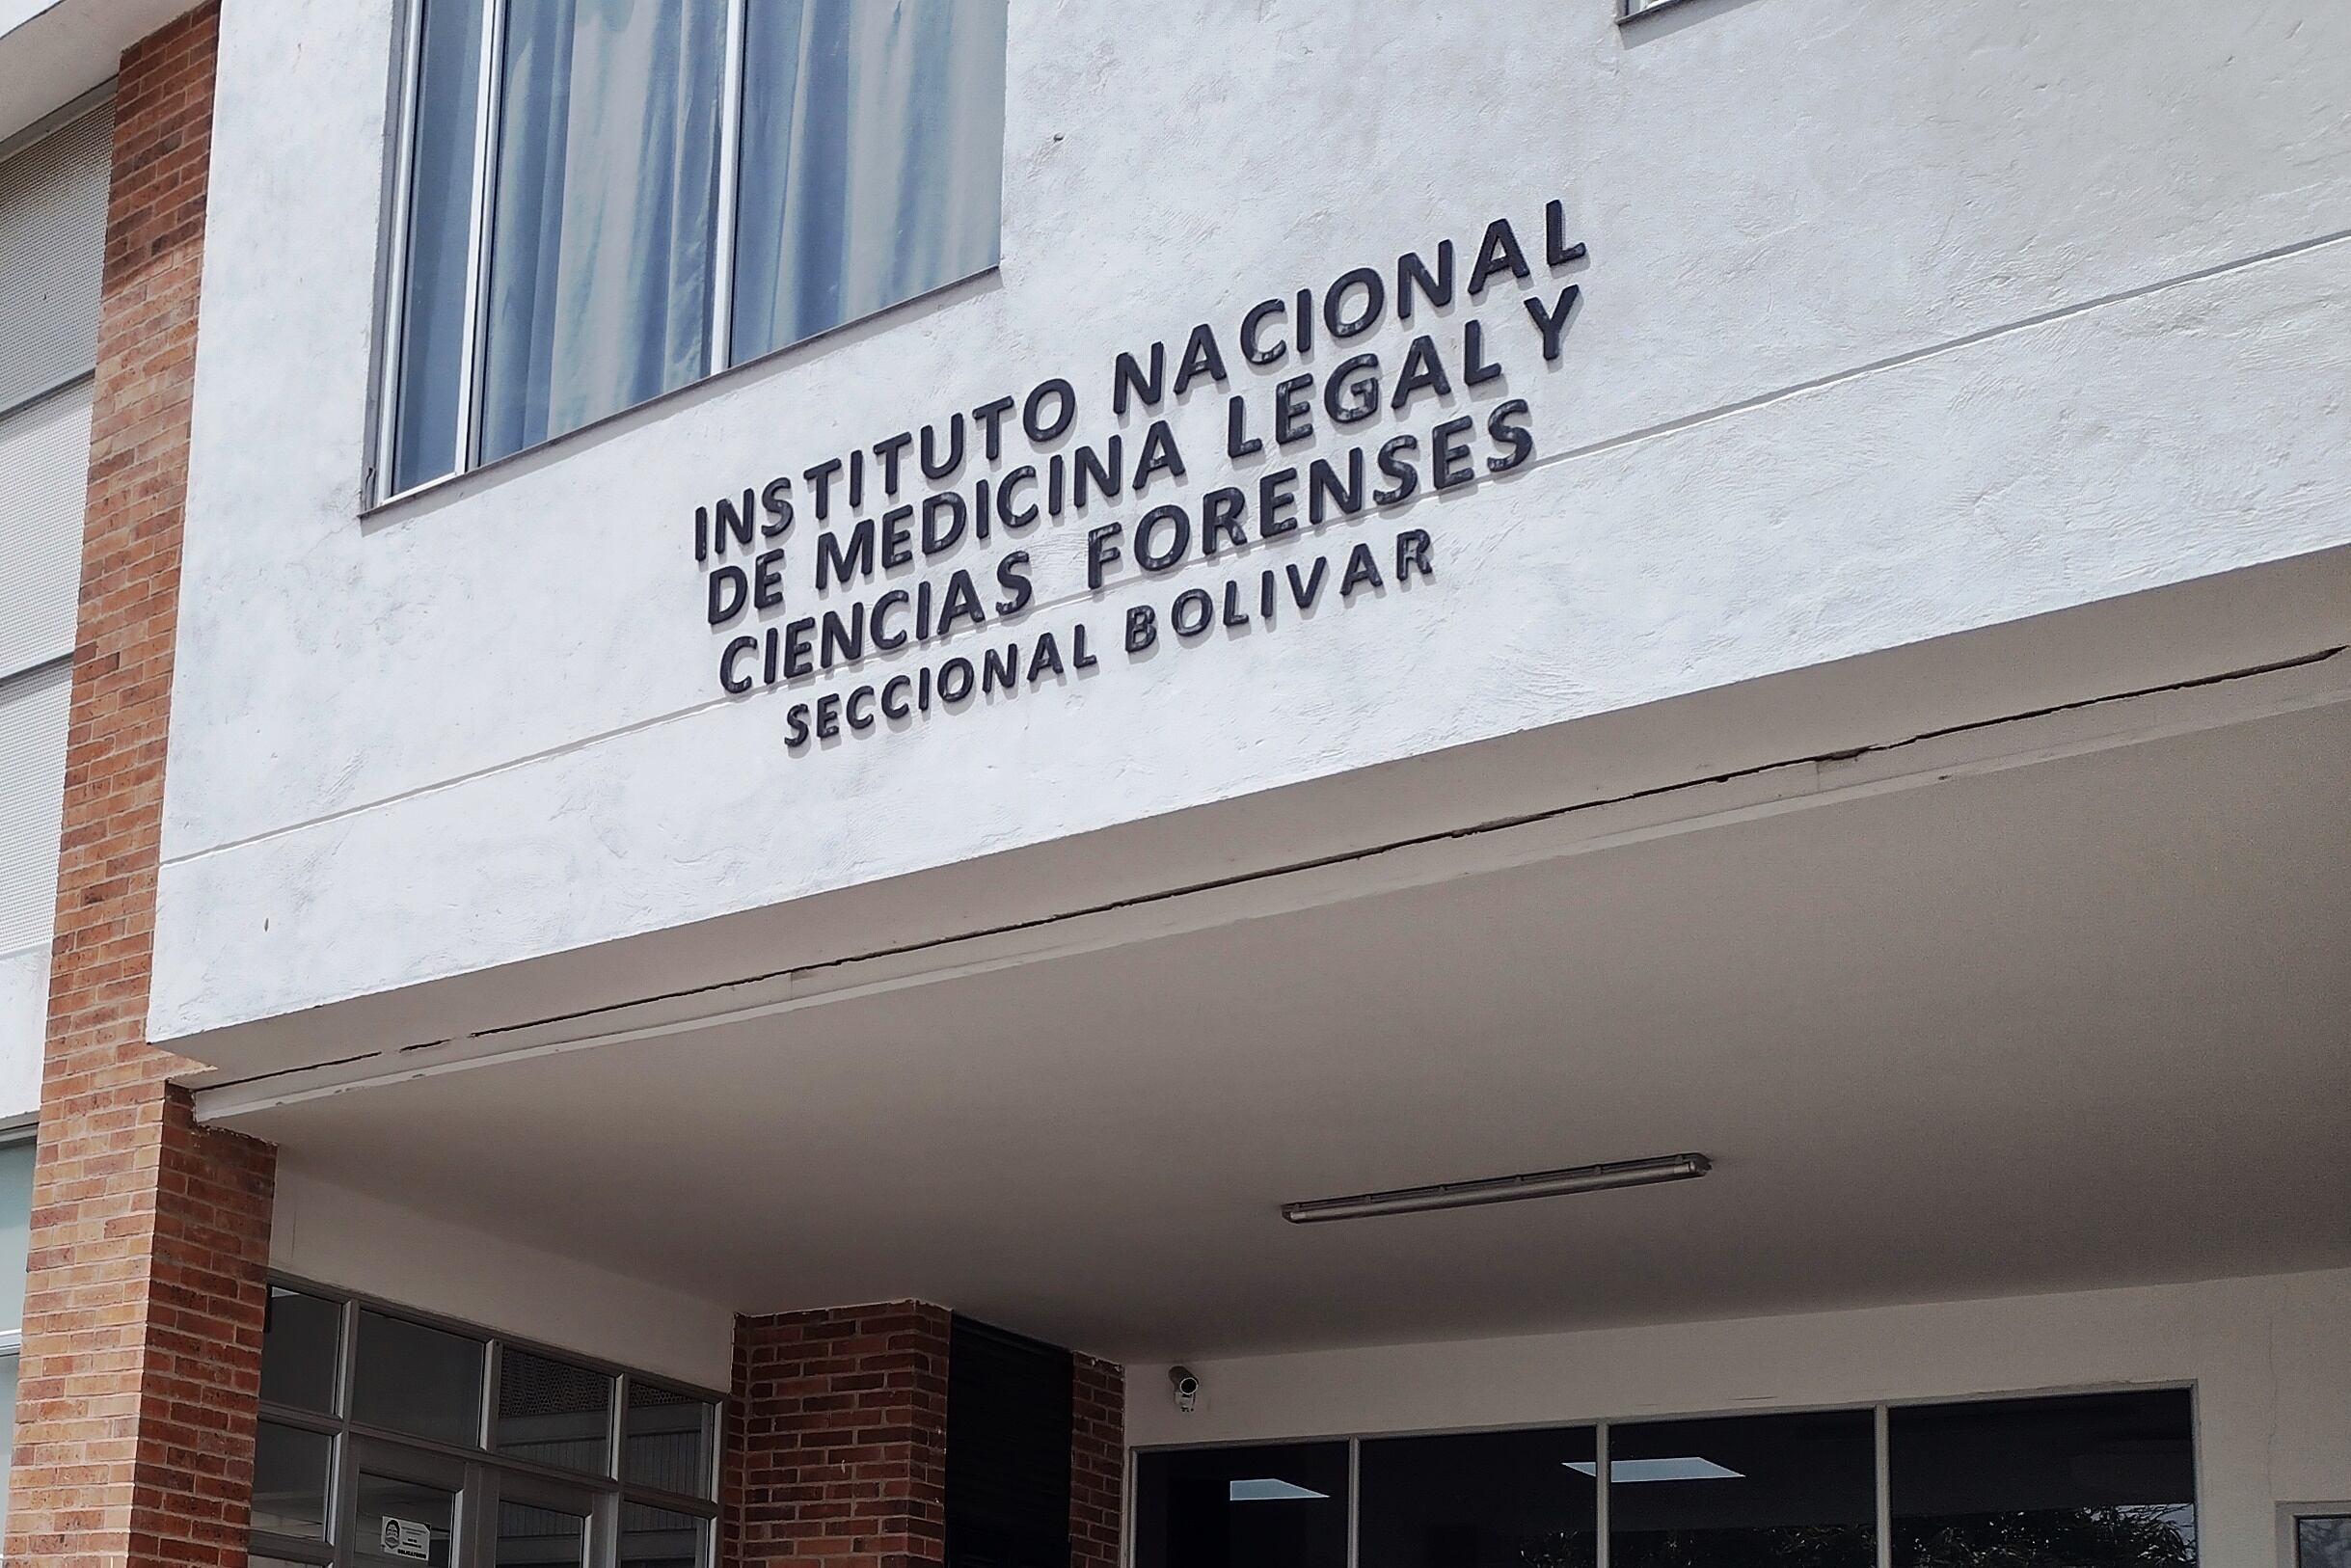 INSTITUTO NACIONAL
DE MEDICINA LEGAL Y
CIENCIAS FORENSES
SECCIONAL BOLIVAR